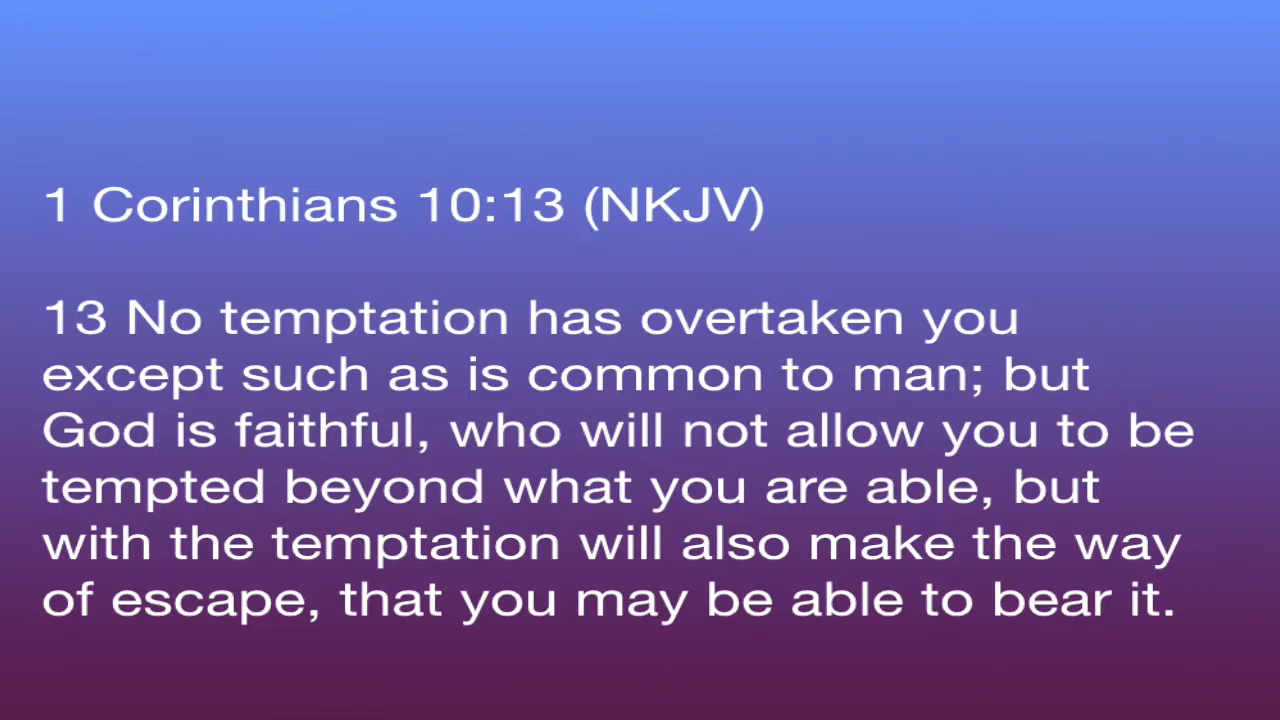 1 Corinthians 10:13 (NKJV)
13 No temptation has overtaken you
except such as is common to man; but
God is faithful, who will not allow you to be
tempted beyond what you are able, but
with the temptation will also make the way
of escape, that you may be able to bear it.